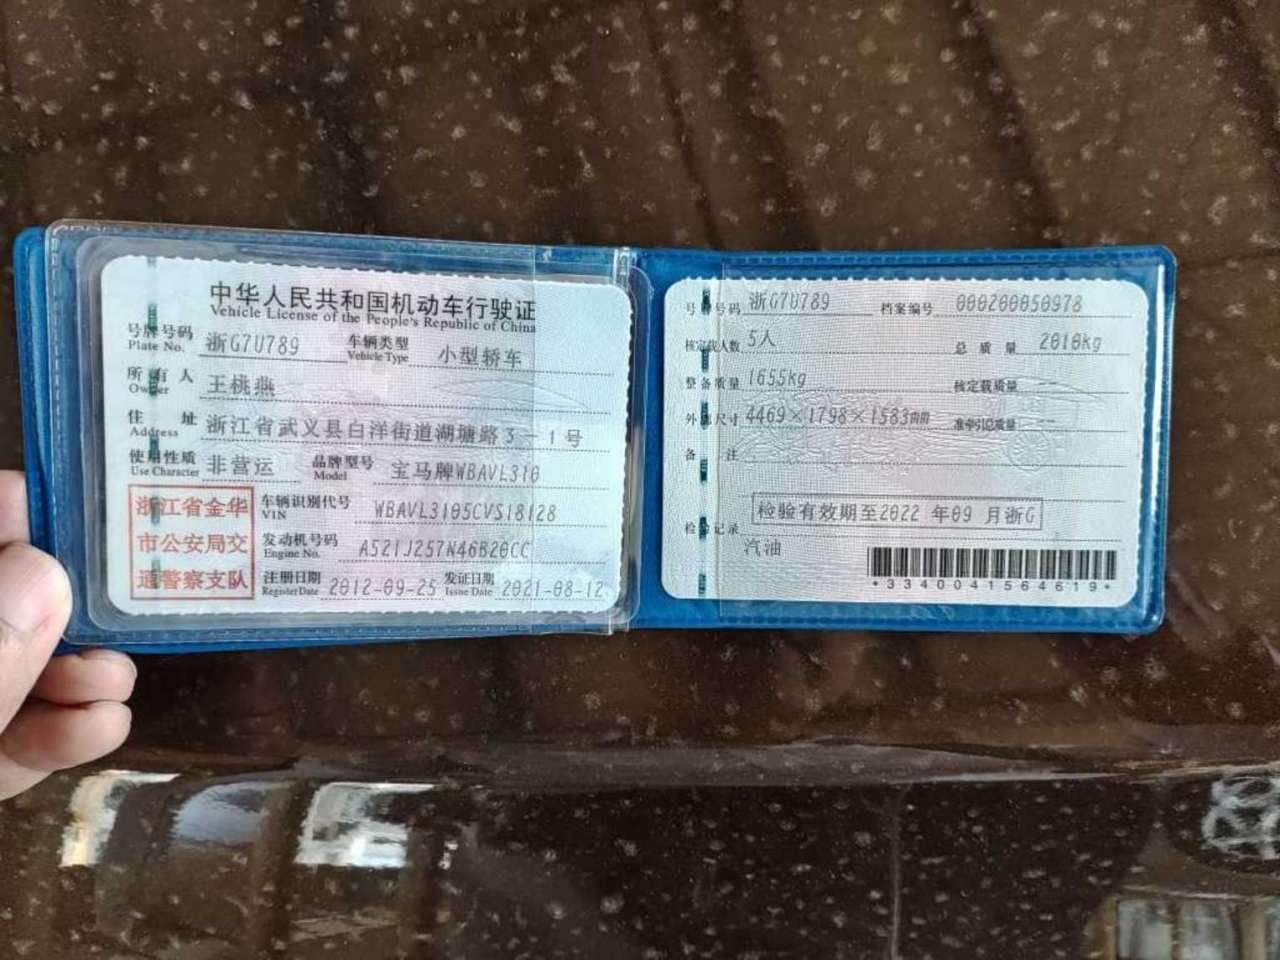 中华人民共和国机动车行驶证
Vehicle License of the People's Republic of China
号牌号码 浙G7U789 车辆类型 小型轿车
Plate No. Vehicle Type
所有人 王桃燕
Owner
住址 浙江省武义县白洋街道湖塘路3-1号
Address
使用性质 非营运 品牌型号 宝马牌WBAVL310
Use Character Model
浙江省金华
市公安局交
通警察支队
车辆识别代号 WBAVL3105CVS18128
VIN
发动机号码 A521J257N46B20CC
Engine No.
注册日期 2012-09-25 发证日期 2021-08-12
Register Date Issue Date
号牌号码 浙G7U789 档案编号 000200050978
核定载人数 5人 总质量 2010kg
整备质量 1655kg 核定载质量 --
外廓尺寸 4469×1798×1583mm 准牵引总质量 --
备注
检验有效期至2022年09月浙G
检验记录
汽油
*3340041564619*